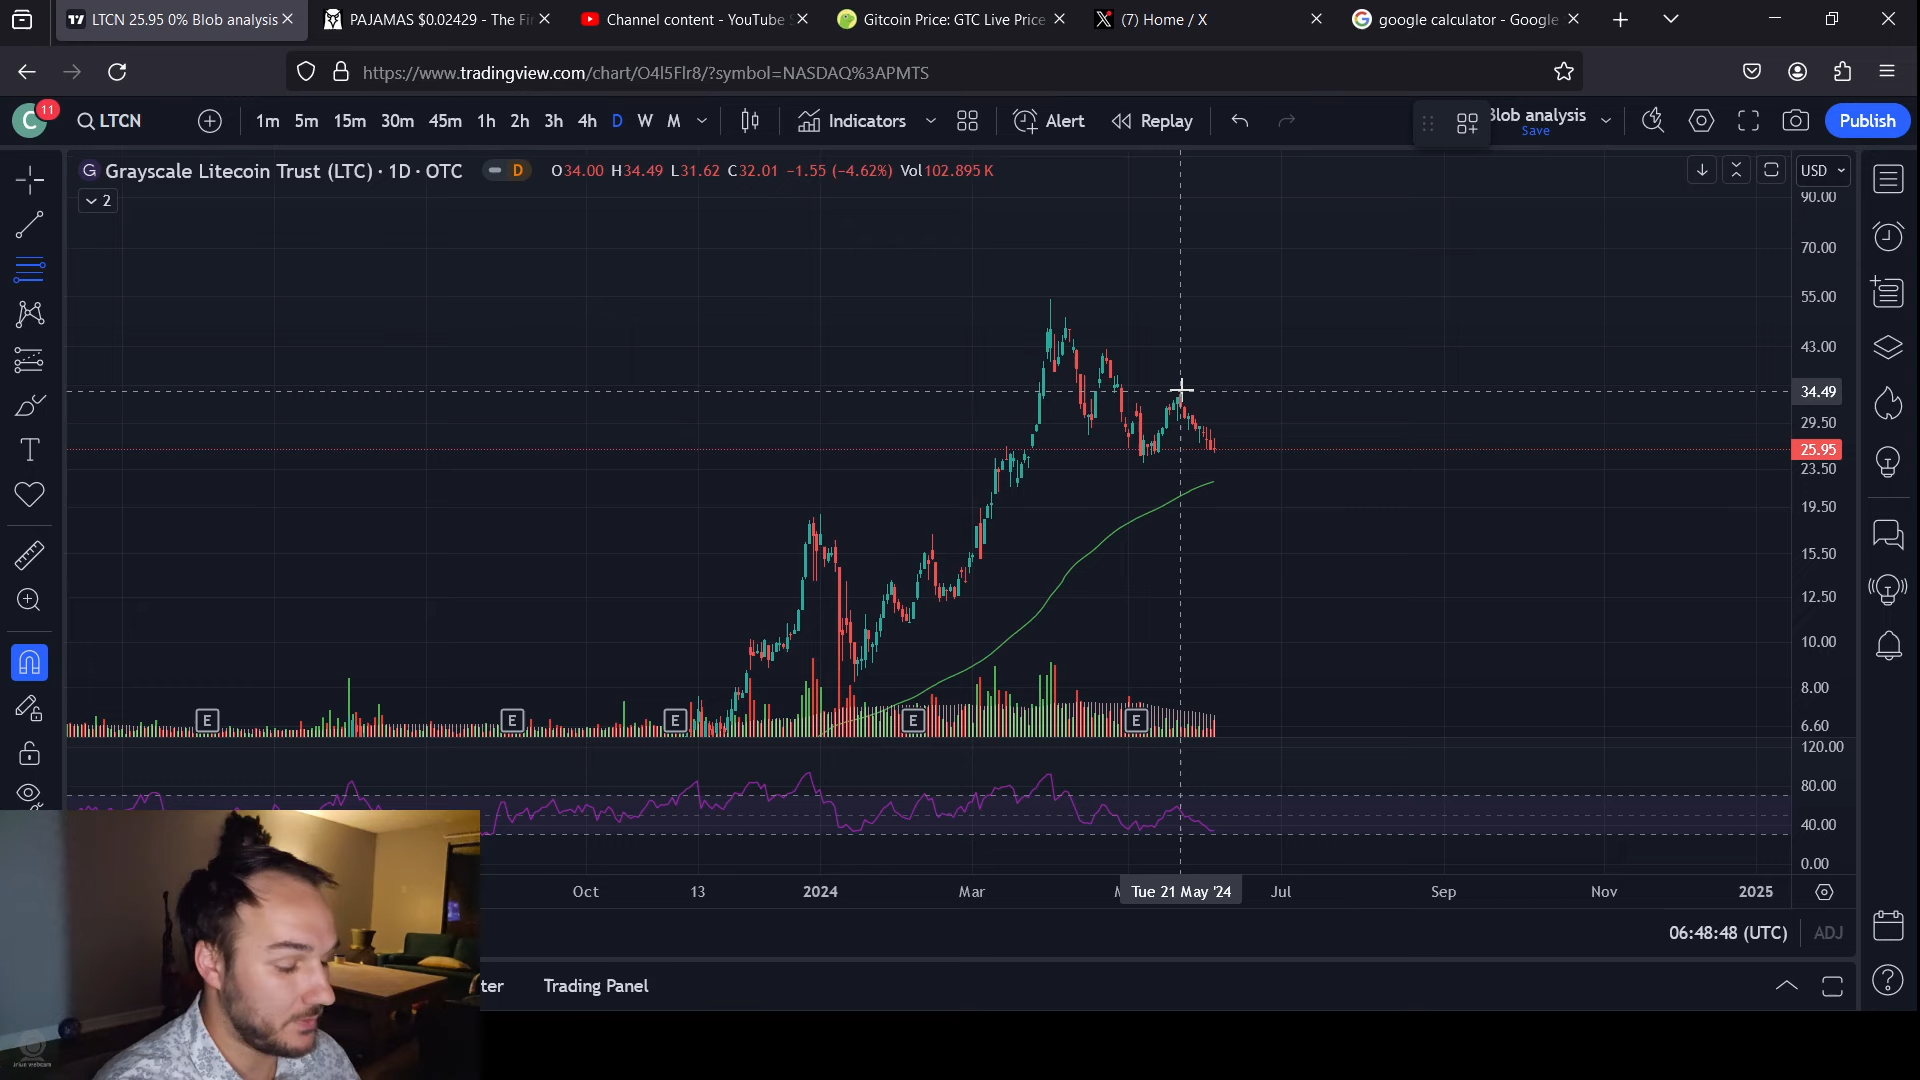 LTCN 25.95 0% Blob analysis
PAJAMAS $0.02429 - The Fi
Channel content - YouTube S
Gitcoin Price: GTC Live Price
(7) Home / X
google calculator - Google
https://www.tradingview.com/chart/O4l5Flr8/?symbol=NASDAQ%3APMTS
C 11
LTCN
1m 5m 15m 30m 45m 1h 2h 3h 4h D W M
Indicators
Alert
Replay
Blob analysis
Save
Publish
G Grayscale Litecoin Trust (LTC) · 1D · OTC
D
O34.00 H34.49 L31.62 C32.01 −1.55 (−4.62%) Vol102.895K
2
USD
90.00
70.00
55.00
43.00
34.49
29.50
25.95
23.50
19.50
15.50
12.50
10.00
8.00
6.60
E E E E E
120.00
80.00
40.00
0.00
Oct 13 2024 Mar Tue 21 May '24 Jul Sep Nov 2025
06:48:48 (UTC) ADJ
ter Trading Panel